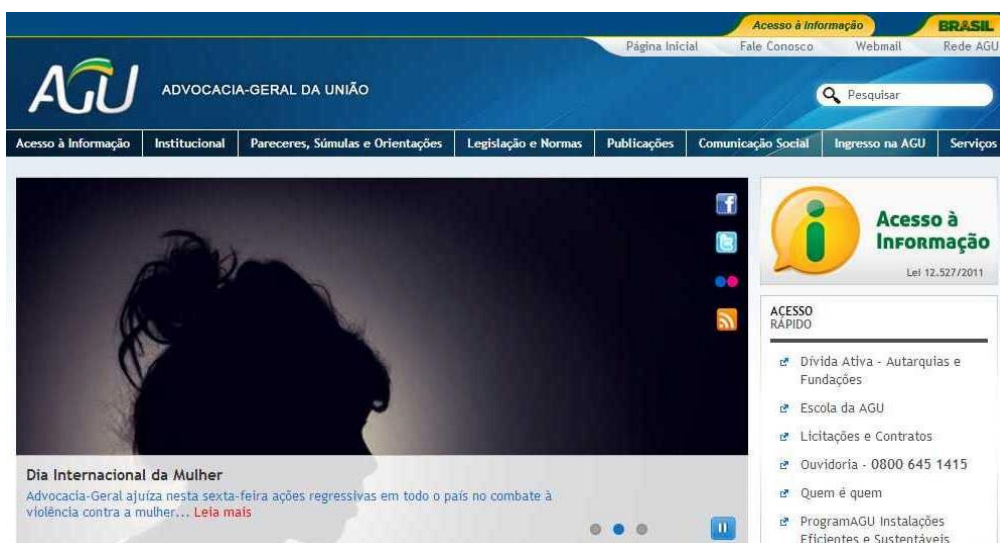 Acesso à Informação BRASIL
Página Inicial Fale Conosco Webmail Rede AGU
AGU ADVOCACIA-GERAL DA UNIÃO
Pesquisar
Acesso à Informação Institucional Pareceres, Súmulas e Orientações Legislação e Normas Publicações Comunicação Social Ingresso na AGU Serviços
Acesso à
Informação
Lei 12.527/2011
ACESSO
RÁPIDO
Dívida Ativa - Autarquias e
Fundações
Escola da AGU
Licitações e Contratos
Ouvidoria - 0800 645 1415
Quem é quem
ProgramAGU Instalações
Eficientes e Sustentáveis
Dia Internacional da Mulher
Advocacia-Geral ajuíza nesta sexta-feira ações regressivas em todo o país no combate à
violência contra a mulher... Leia mais